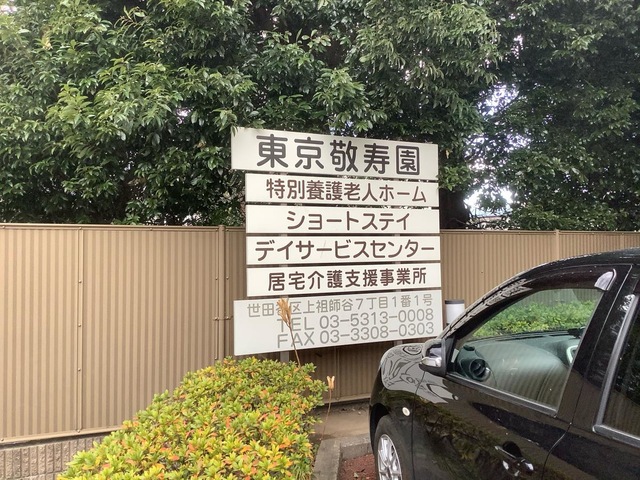 東京敬寿園
特別養護老人ホーム
ショートステイ
デイサービスセンター
居宅介護支援事業所
世田谷区上祖師谷7丁目1番1号
TEL 03-5313-0008
FAX 03-3308-0303